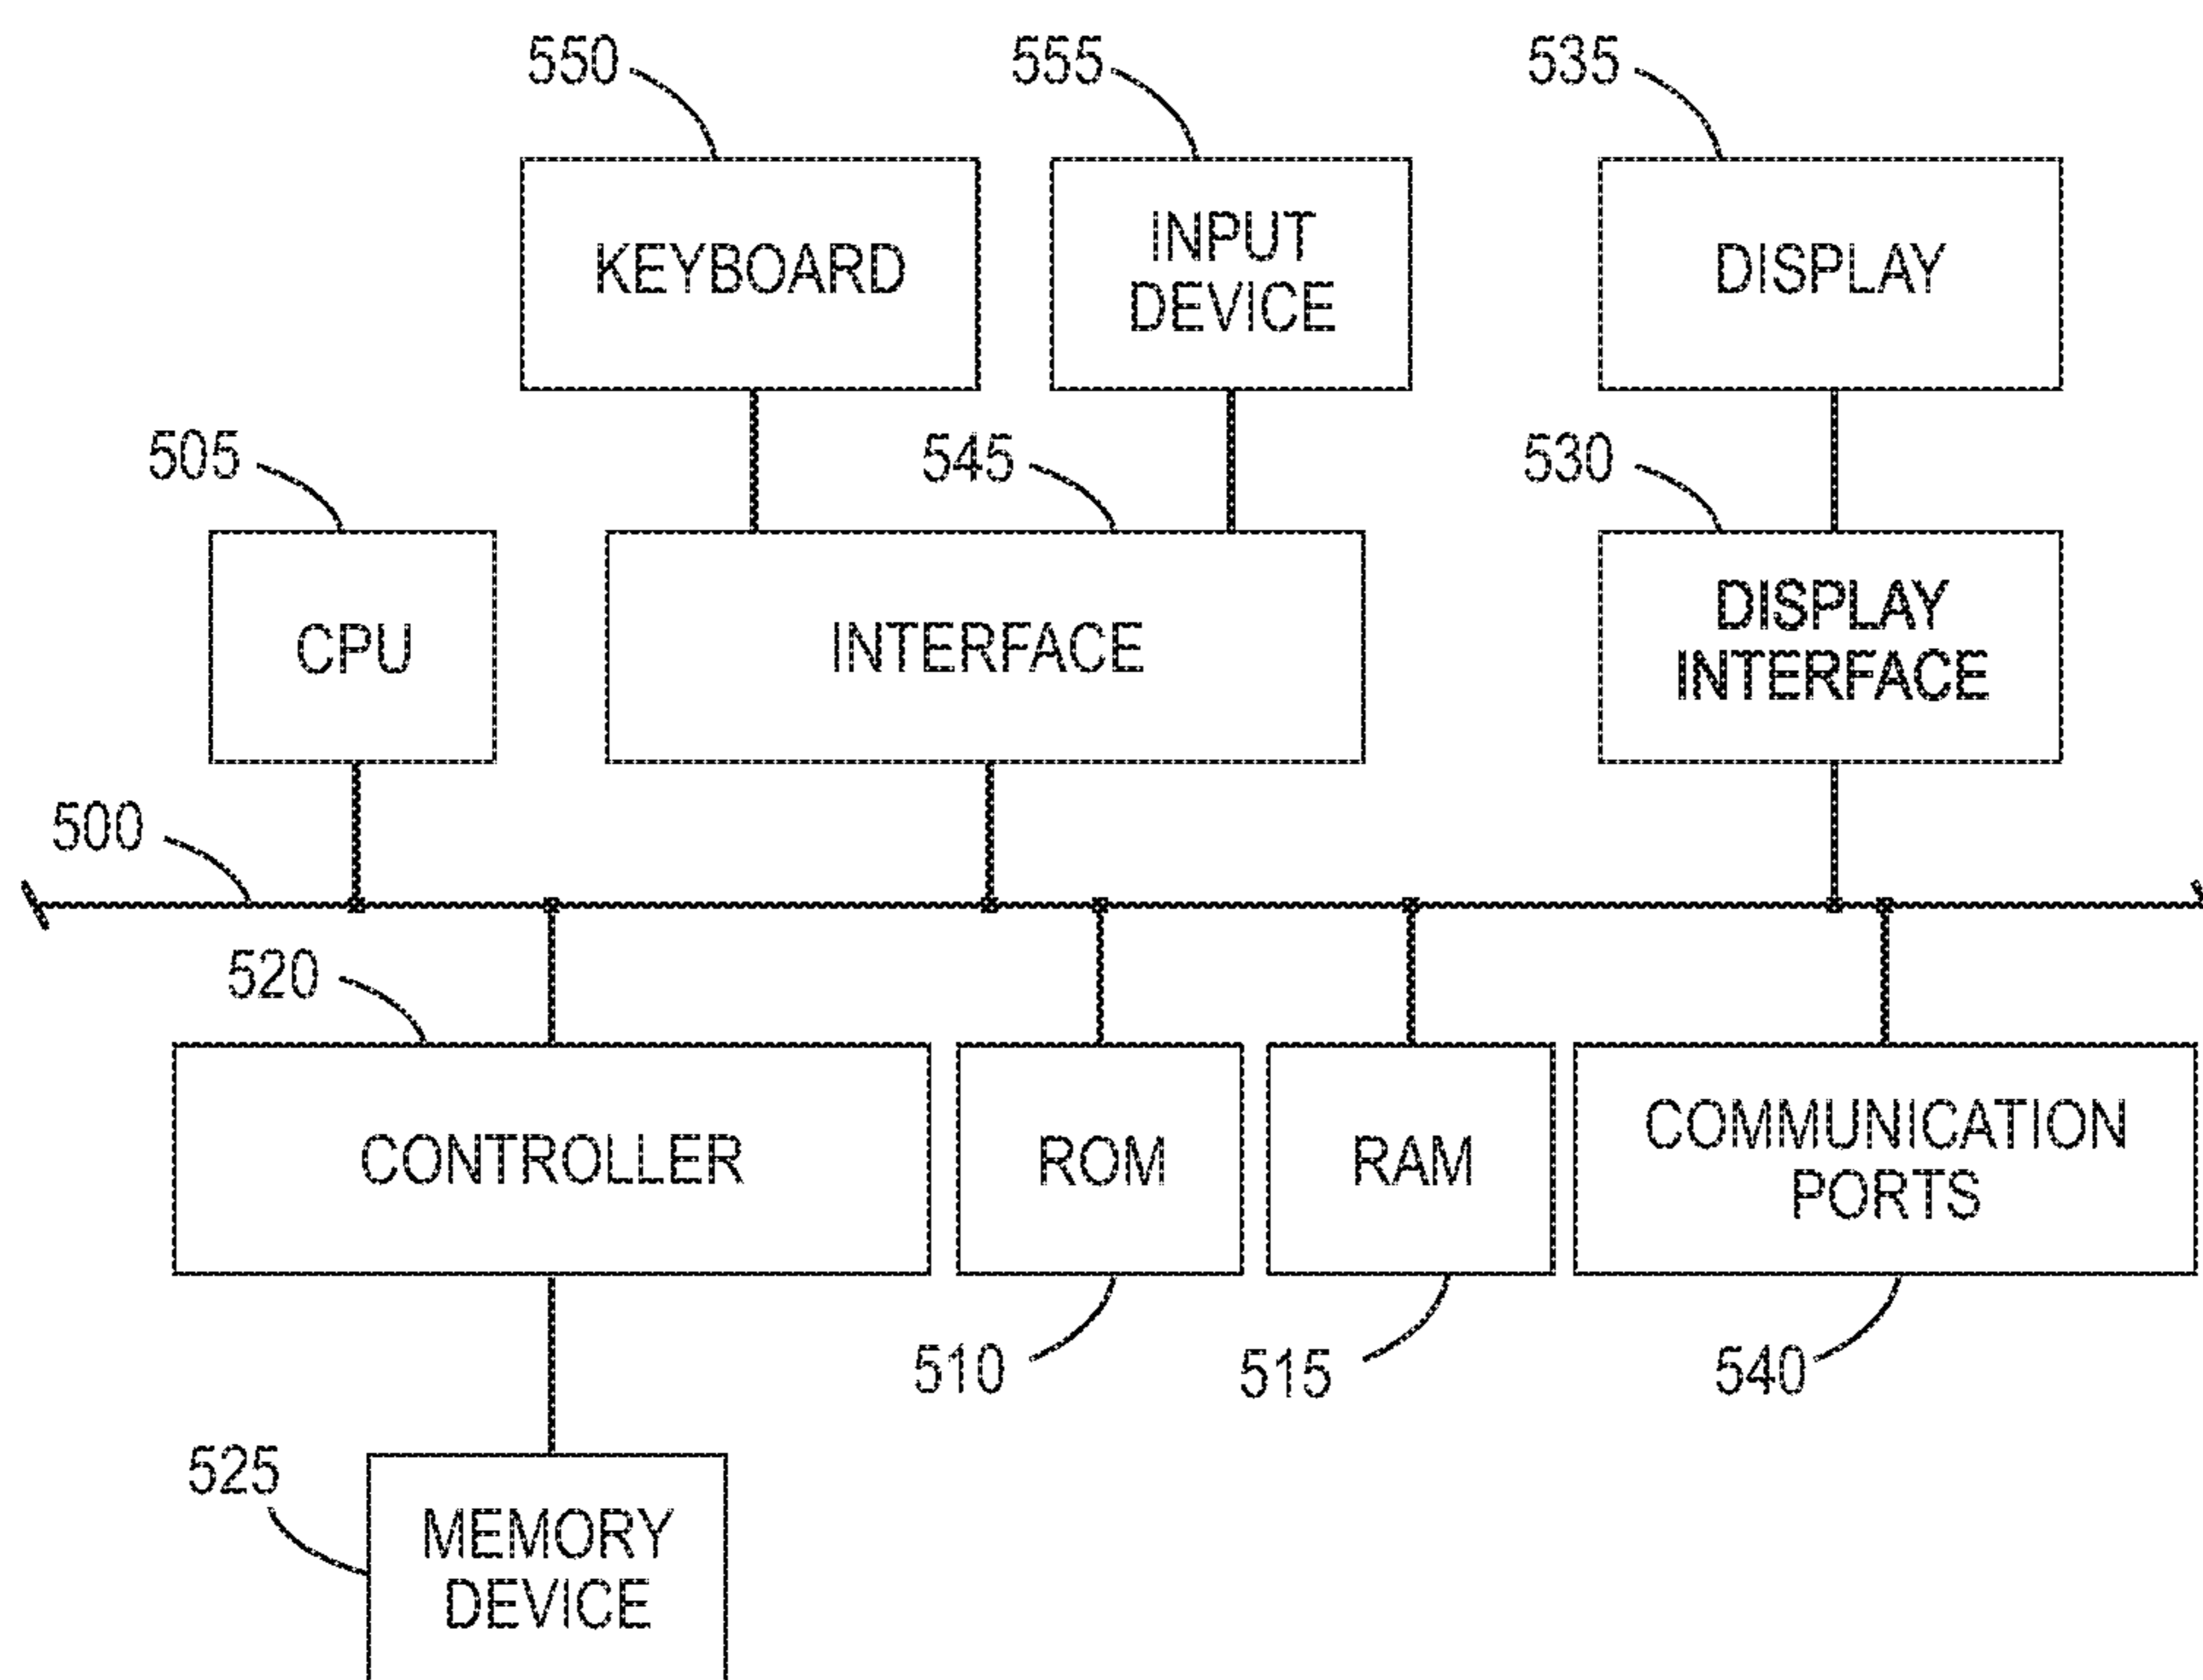 550
555
535
KEYBOARD
INPUT
DEVICE
DISPLAY
505
545
530
CPU
INTERFACE
DISPLAY
INTERFACE
500
520
CONTROLLER
ROM
RAM
COMMUNICATION
PORTS
510
515
540
525
MEMORY
DEVICE